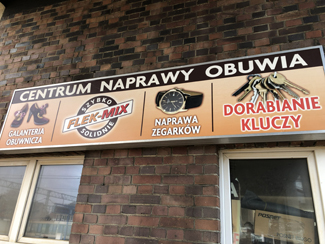 CENTRUM NAPRAWY OBUWIA
GALANTERIA
OBUWNICZA
SZYBKO
FLEK-MIX
SOLIDNIE
NAPRAWA
ZEGARKÓW
DORABIANIE
KLUCZY